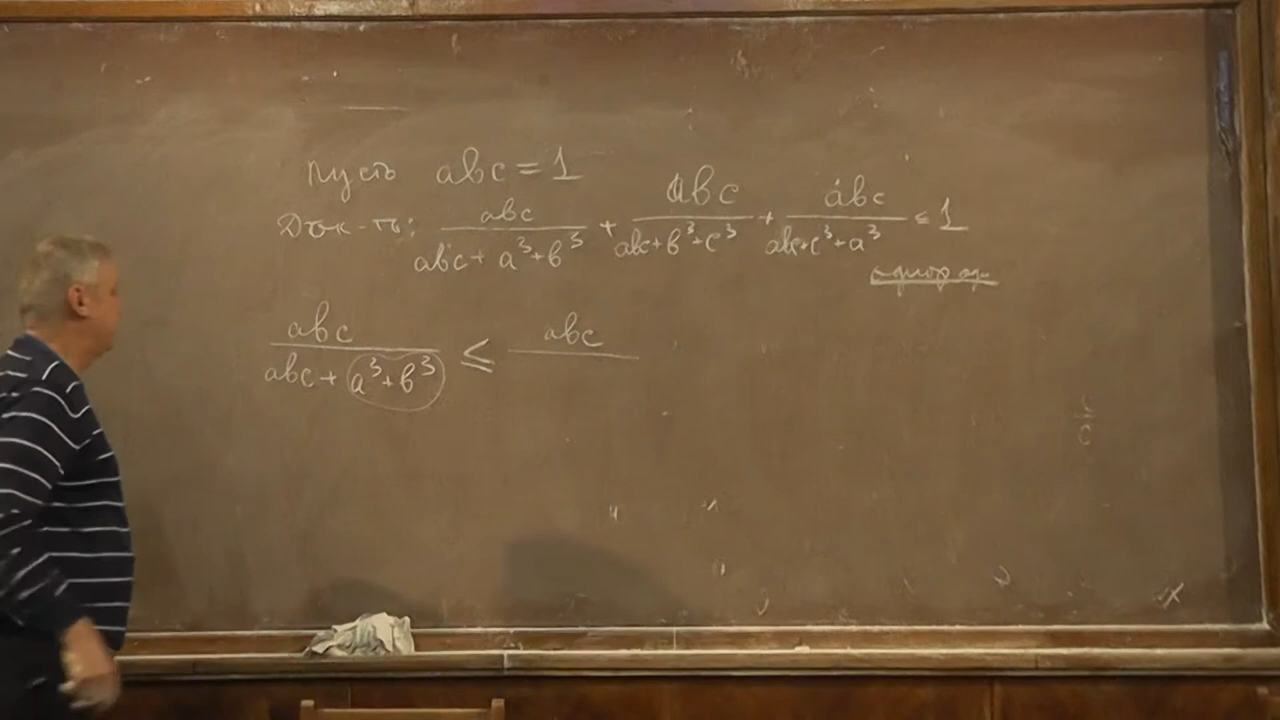 Пусть abc = 1
Док-ть: abc/(abc + a³ + b³) + abc/(abc + b³ + c³) + abc/(abc + c³ + a³) ≤ 1
abc/(abc + a³ + b³) ≤ abc